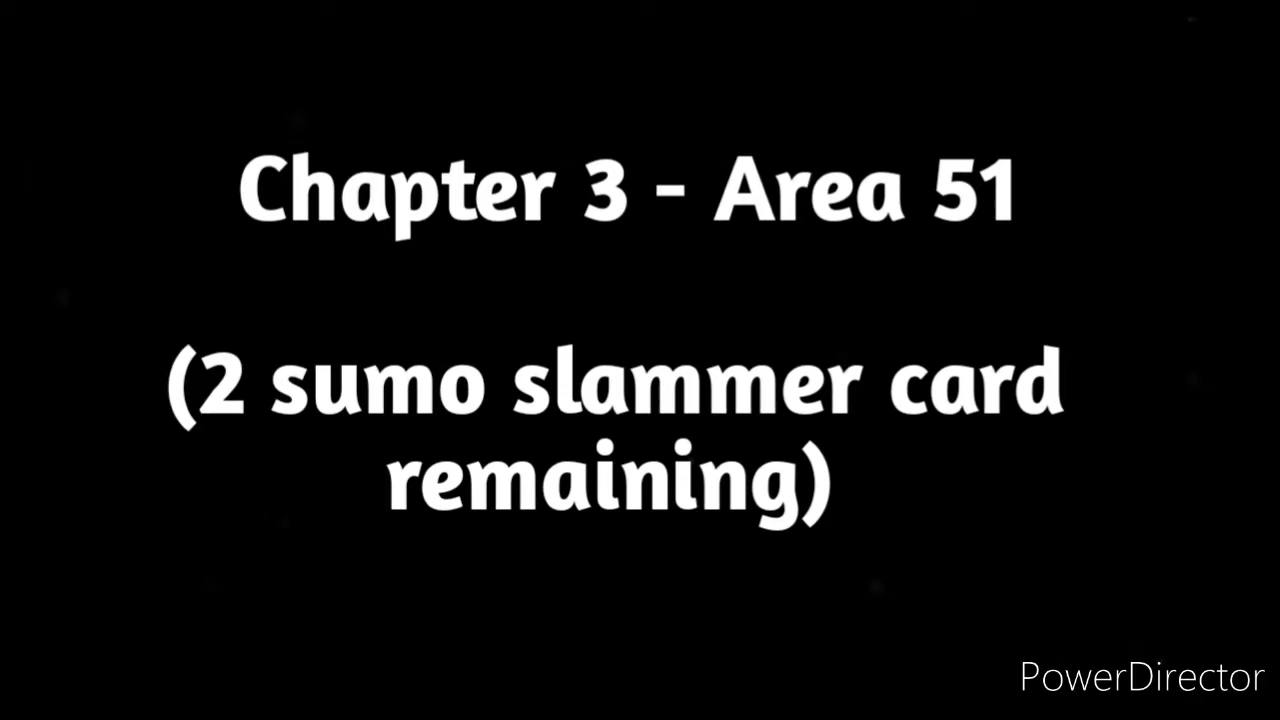 Chapter 3 - Area 51
(2 sumo slammer card
remaining)
PowerDirector